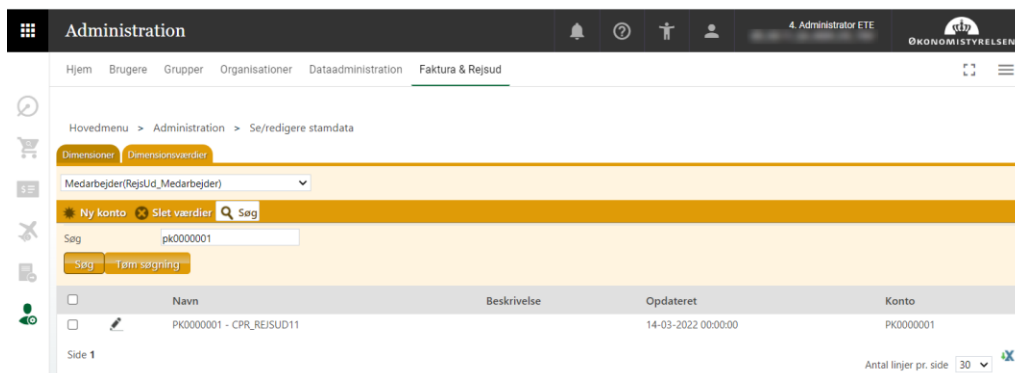 Administration
4. Administrator ETE
ØKONOMISTYRELSEN
Hjem Brugere Grupper Organisationer Dataadministration Faktura & Rejsud
Hovedmenu > Administration > Se/redigere stamdata
Dimensioner Dimensionsværdier
Medarbejder(RejsUd_Medarbejder)
Ny konto Slet værdier Søg
Søg pk0000001
Søg Tøm søgning
Navn Beskrivelse Opdateret Konto
PK0000001 - CPR_REJSUD11 14-03-2022 00:00:00 PK0000001
Side 1
Antal linjer pr. side 30